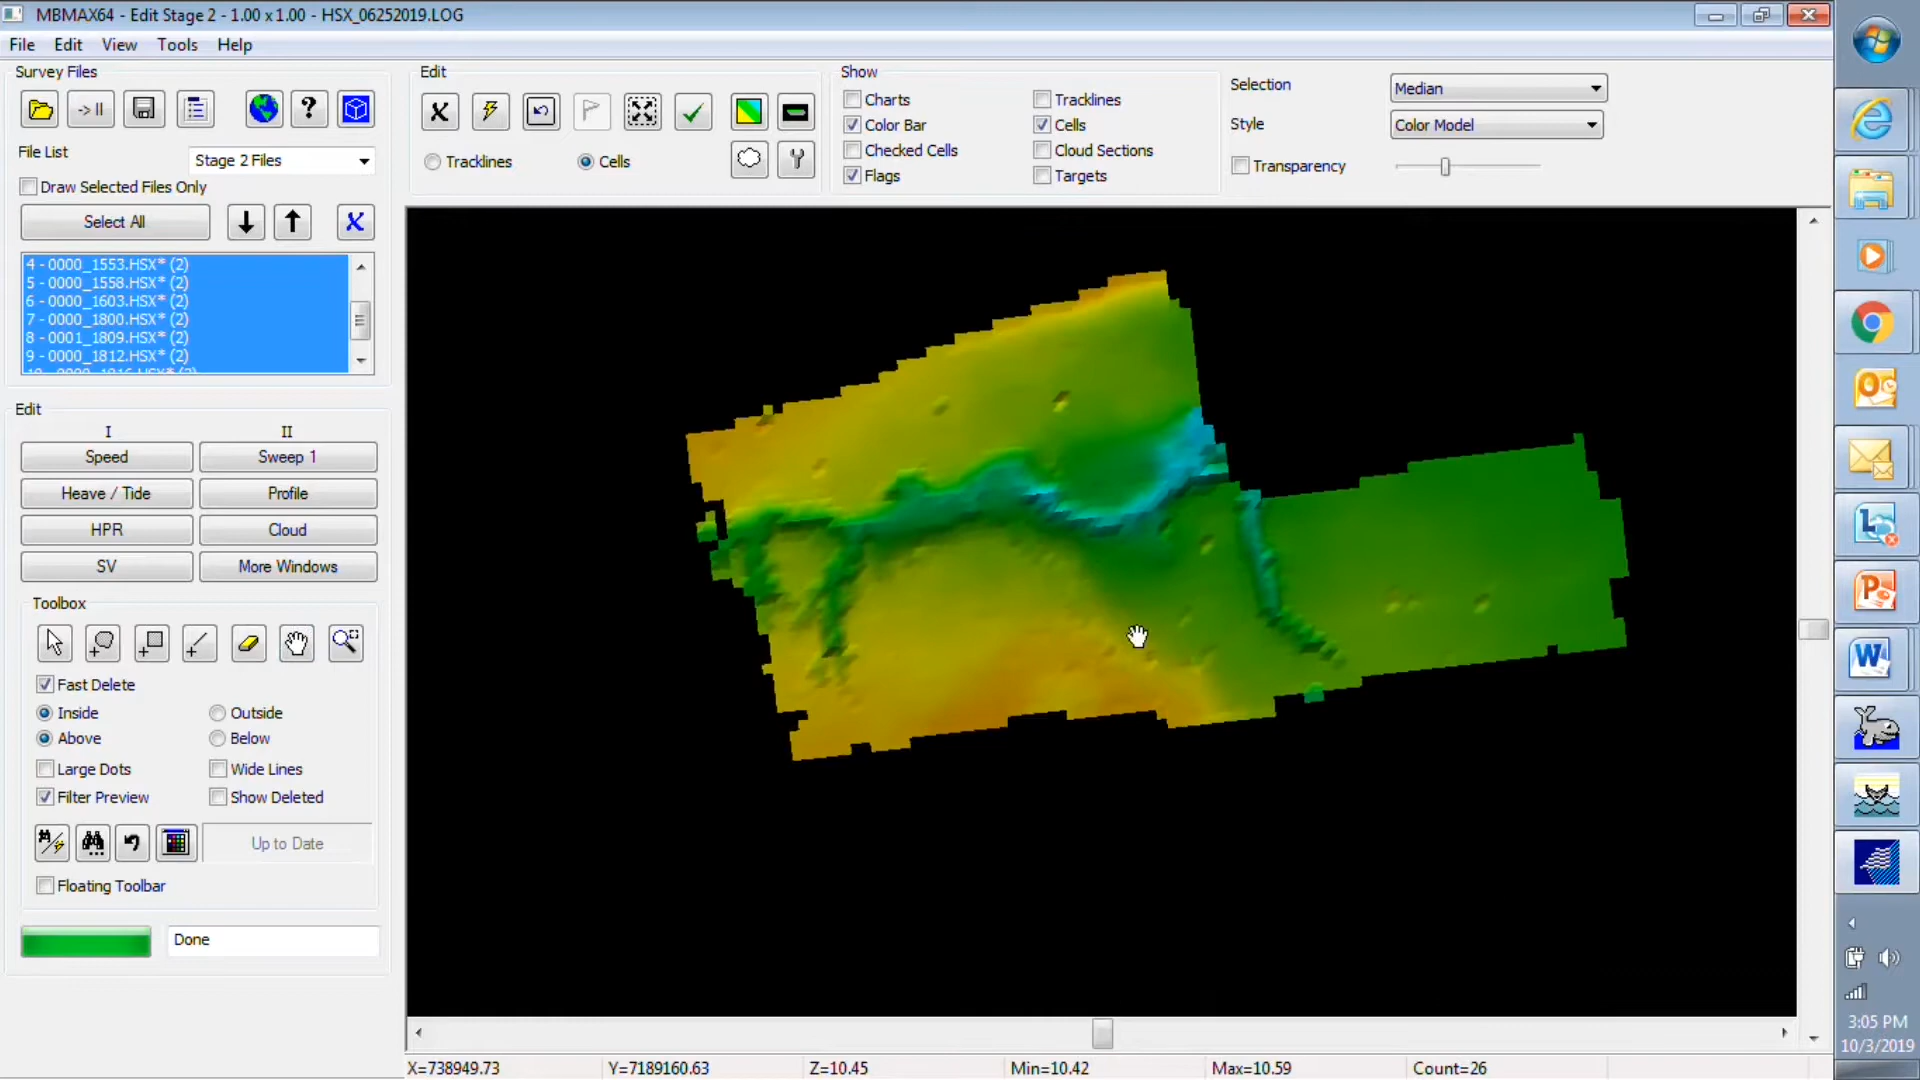 MBMAX64 - Edit Stage 2 - 1.00 x 1.00 - HSX_06252019.LOG
File Edit View Tools Help
Survey Files
-> II
?
File List
Stage 2 Files
Draw Selected Files Only
Select All
X
4 - 0000_1553.HSX* (2)
5 - 0000_1558.HSX* (2)
6 - 0000_1603.HSX* (2)
7 - 0000_1800.HSX* (2)
8 - 0001_1809.HSX* (2)
9 - 0000_1812.HSX* (2)
10 - 0000_1816.HSX* (2)
Edit
X
Tracklines
Cells
Show
Charts
Tracklines
Color Bar
Cells
Checked Cells
Cloud Sections
Flags
Targets
Selection
Median
Style
Color Model
Transparency
Edit
I
II
Speed
Sweep 1
Heave / Tide
Profile
HPR
Cloud
SV
More Windows
Toolbox
Fast Delete
Inside
Outside
Above
Below
Large Dots
Wide Lines
Filter Preview
Show Deleted
Up to Date
Floating Toolbar
Done
X=738949.73
Y=7189160.63
Z=10.45
Min=10.42
Max=10.59
Count=26
3:05 PM
10/3/2019